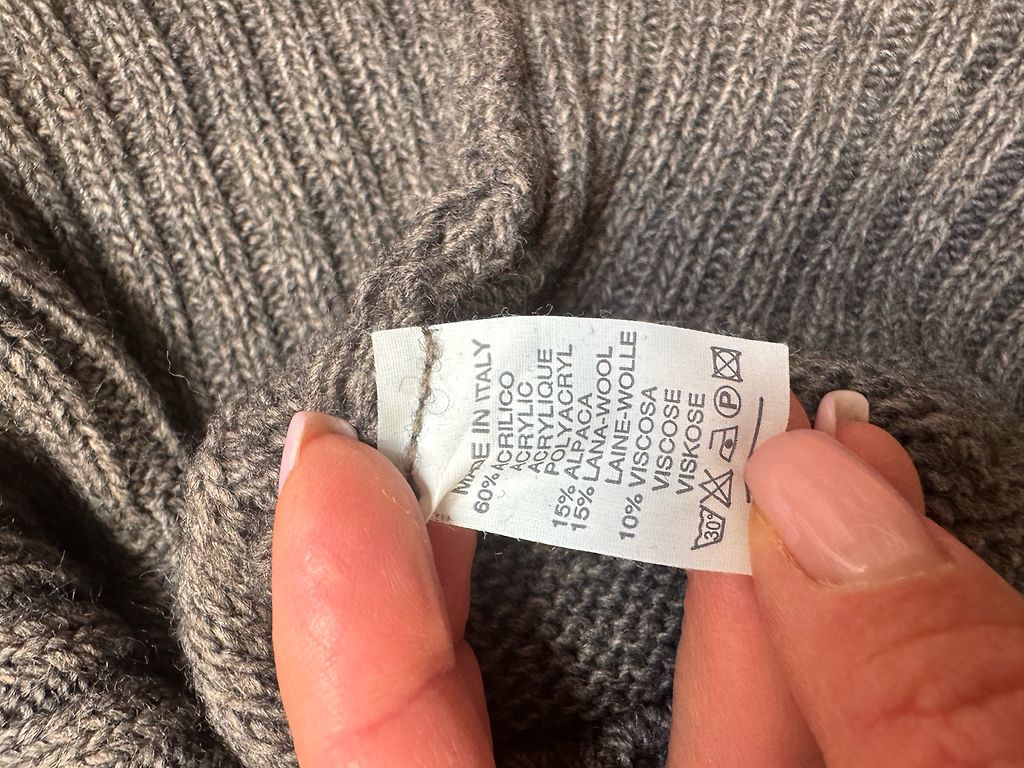 MADE IN ITALY
60% ACRILICO
ACRYLIC
ACRYLIQUE
POLYACRYL
15% ALPACA
15% LANA-WOOL
LAINE-WOLLE
10% VISCOSA
VISCOSE
VISKOSE
30° P